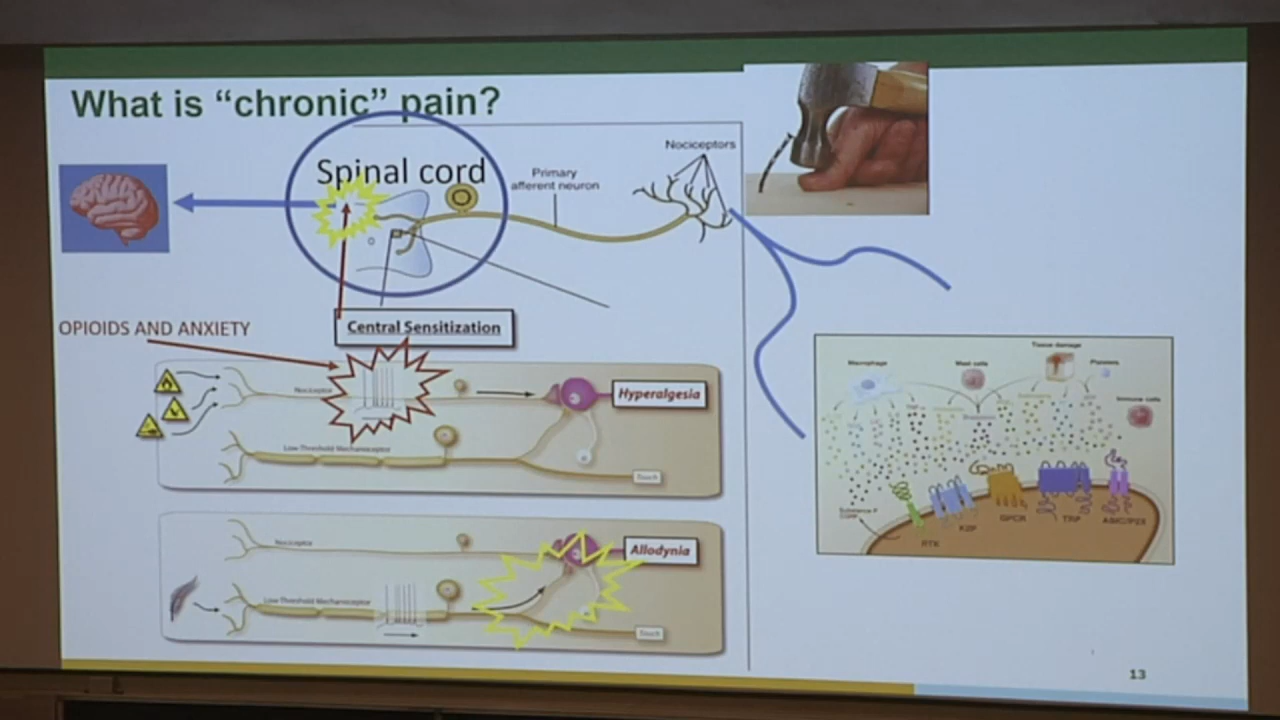 What is “chronic” pain?
Spinal cord
Primary
afferent neuron
Nociceptors
Central Sensitization
OPIOIDS AND ANXIETY
Nociceptor
Hyperalgesia
Low Threshold Mechanoreceptor
Touch
Nociceptor
Allodynia
Low Threshold Mechanoreceptor
Touch
Macrophage
Mast cells
Tissue damage
Platelets
Immune cells
Substance P
CGRP
RTK
K2P
GPCR
TRP
ASIC/P2X
13